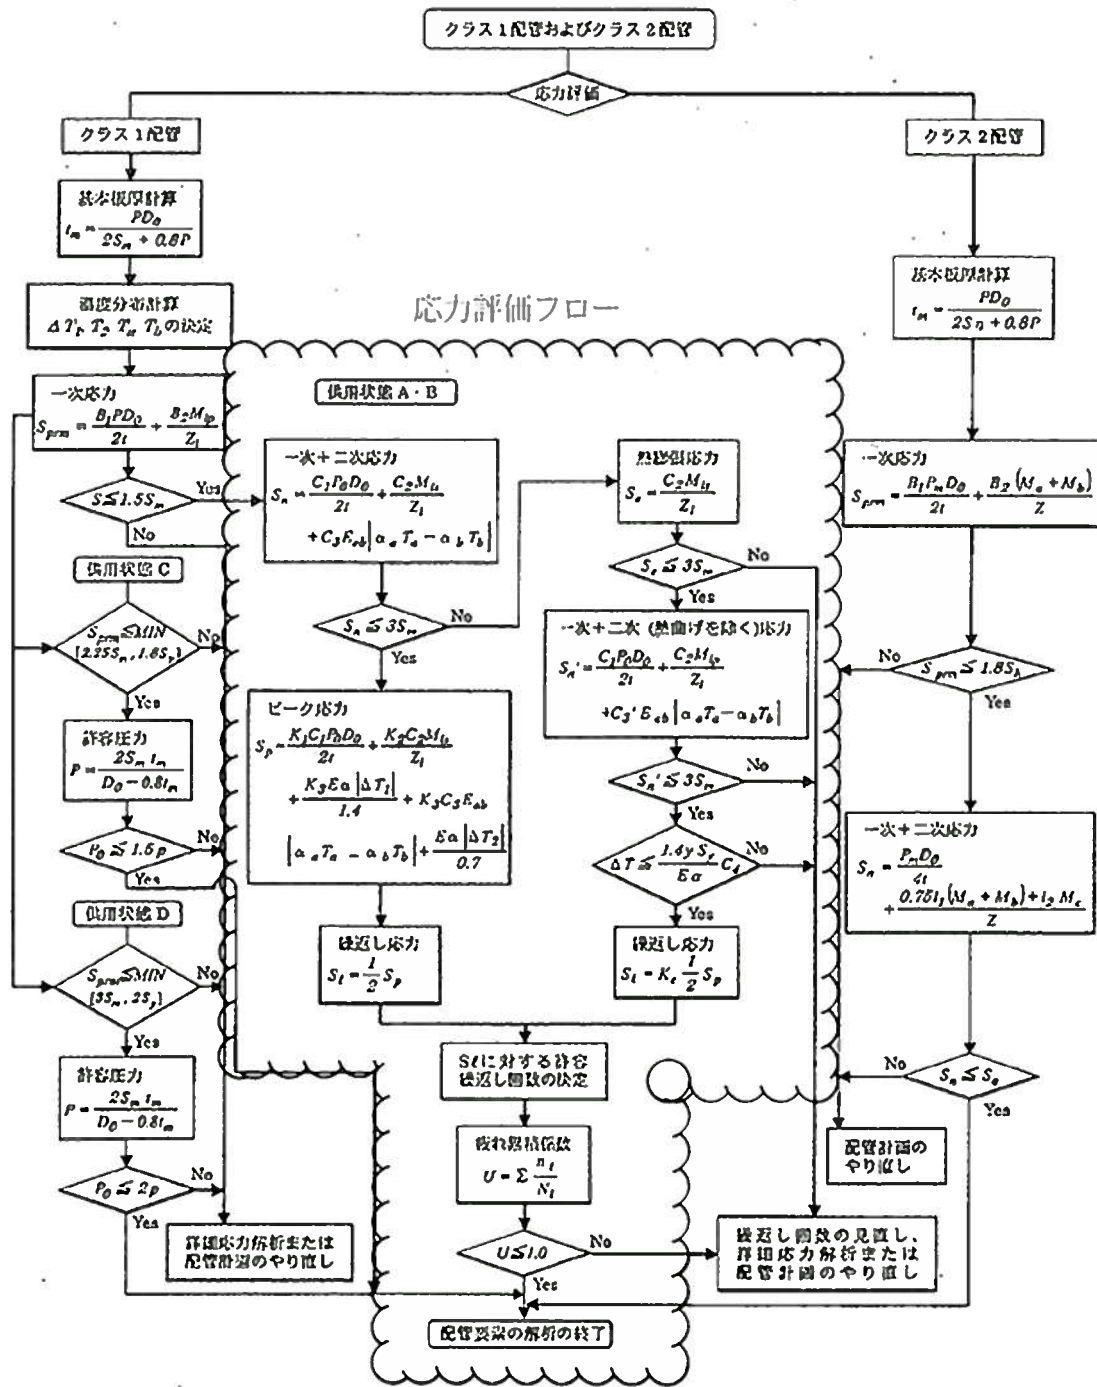 クラス1配管およびクラス2配管
応力評価
クラス1配管
クラス2配管
基本板厚計算
t_m = PD_0 / (2S_m + 0.8P)
温度分布計算
ΔT_1, T_2 T_a T_b の決定
一次応力
S_prm = B_1PD_0 / 2t + B_2M_ip / Z_i
S≦1.5S_m
Yes
No
供用状態 C
S_prm≦MIN
[2.25S_m, 1.8S_y]
No
Yes
許容圧力
P = 2S_m t_m / (D_0 − 0.8t_m)
P_0 ≦ 1.5p
No
Yes
供用状態 D
S_prm≦MIN
[3S_m, 2S_y]
No
Yes
許容圧力
P = 2S_m t_m / (D_0 − 0.8t_m)
P_0 ≦ 2p
No
Yes
詳細応力解析または
配管計画のやり直し
応力評価フロー
供用状態 A・B
一次+二次応力
S_n = C_1P_0D_0 / 2t + C_2M_is / Z_i
+ C_3E_ab|α_a T_a − α_b T_b|
S_n ≦ 3S_m
No
Yes
ピーク応力
S_p = K_1C_1P_0D_0 / 2t + K_2C_2M_ip / Z_i
+ K_3Eα|ΔT_1| / 1.4 + K_3C_3E_ab
|α_a T_a − α_b T_b| + Eα|ΔT_2| / 0.7
繰返し応力
S_ℓ = 1/2 S_p
熱膨張応力
S_e = C_2M_i / Z_i
S_e ≦ 3S_m
No
Yes
一次+二次 (熱曲げを除く)応力
S_n' = C_1P_0D_0 / 2t + C_2M_ip / Z_i
+C_3' E_ab|α_a T_a − α_b T_b|
S_n' ≦ 3S_m
No
Yes
ΔT ≦ 1.4y S_y / Eα C_4
No
Yes
繰返し応力
S_ℓ = K_e 1/2 S_p
Sℓに対する許容
繰返し回数の決定
疲れ累積係数
U = Σ n_i / N_i
U≦1.0
No
Yes
繰返し回数の見直し、
詳細応力解析または
配管計画のやり直し
配管要素の解析の終了
基本板厚計算
t_m = PD_0 / (2S_n + 0.8P)
一次応力
S_prm = B_1P_mD_0 / 2t + B_2(M_a + M_b) / Z
S_prm ≦ 1.8S_h
No
Yes
一次+二次応力
S_n = P_mD_0 / 4t
+ 0.75i_1(M_a + M_b) + i_2 M_c / Z
S_n ≦ S_a
No
Yes
配管計画の
やり直し